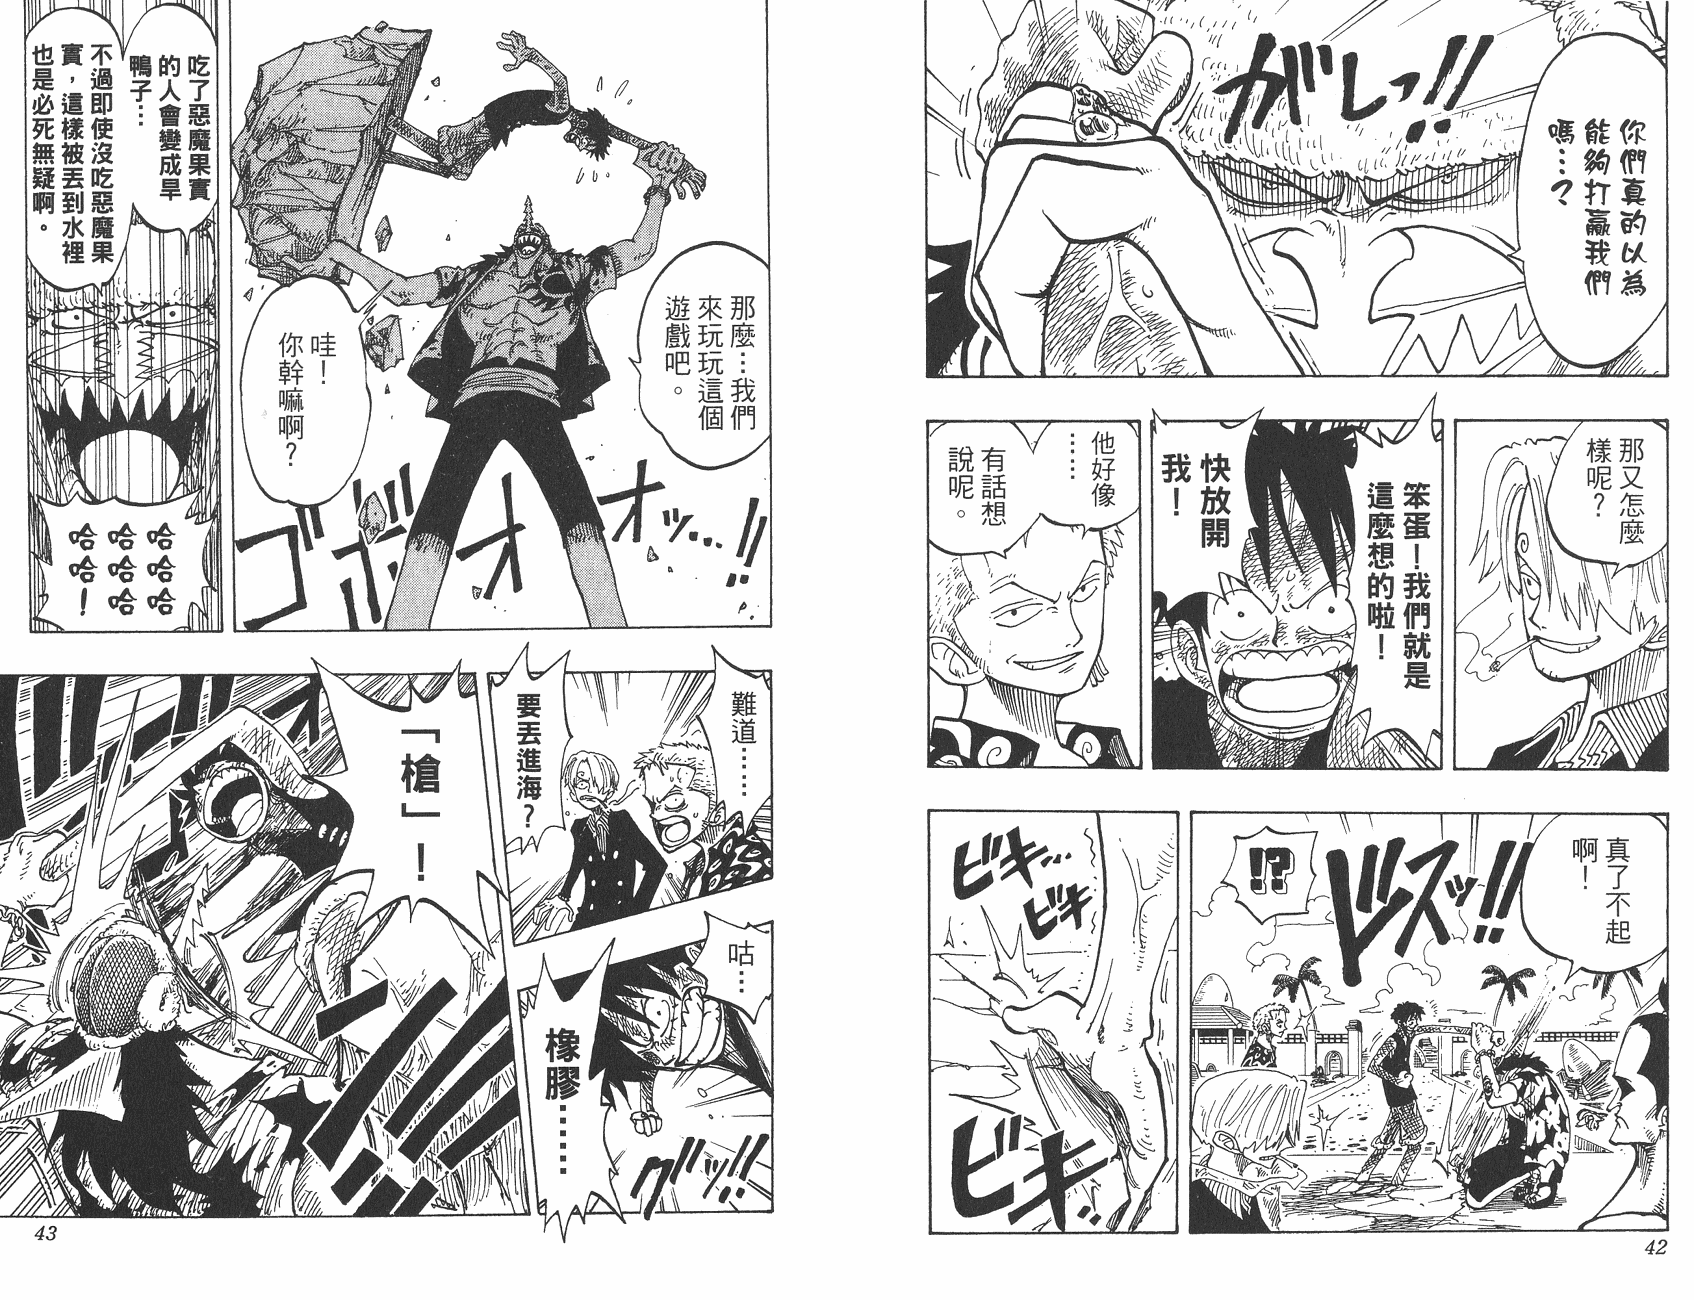 ガしっ!!
你們真的以為
能夠打贏我們
嗎…?
那又怎麼
樣呢?
笨蛋!我們就是
這麼想的啦!
快放開
我!
他好像
……
有話想
說呢。
真了不起
啊!
ドスッ!!
!?
ビキ…
ビキ
ビキ…
42
那麼…我們
來玩玩這個
遊戲吧。
哇!
你幹嘛啊?
ゴボォオオッ…!!
吃了惡魔果實
的人會變成旱
鴨子…
不過即使沒吃惡魔果
實,這樣被丟到水裡
也是必死無疑啊。
哈哈哈
哈哈哈
哈哈!
難道……
要丟進海?
咕…
グッ…!!
橡膠……
「槍」!
43